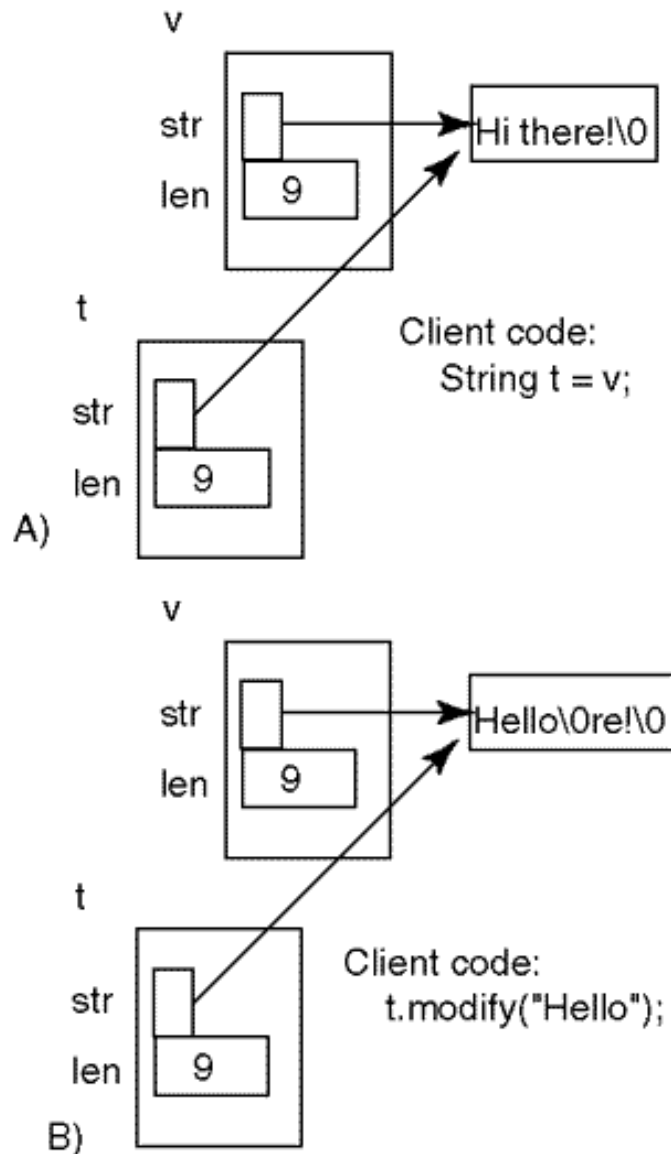 v
str
Hi there!\0
len
9
t
Client code:
String t = v;
str
len
9
A)
v
str
Hello\0re!\0
len
9
t
Client code:
t.modify("Hello");
str
len
9
B)